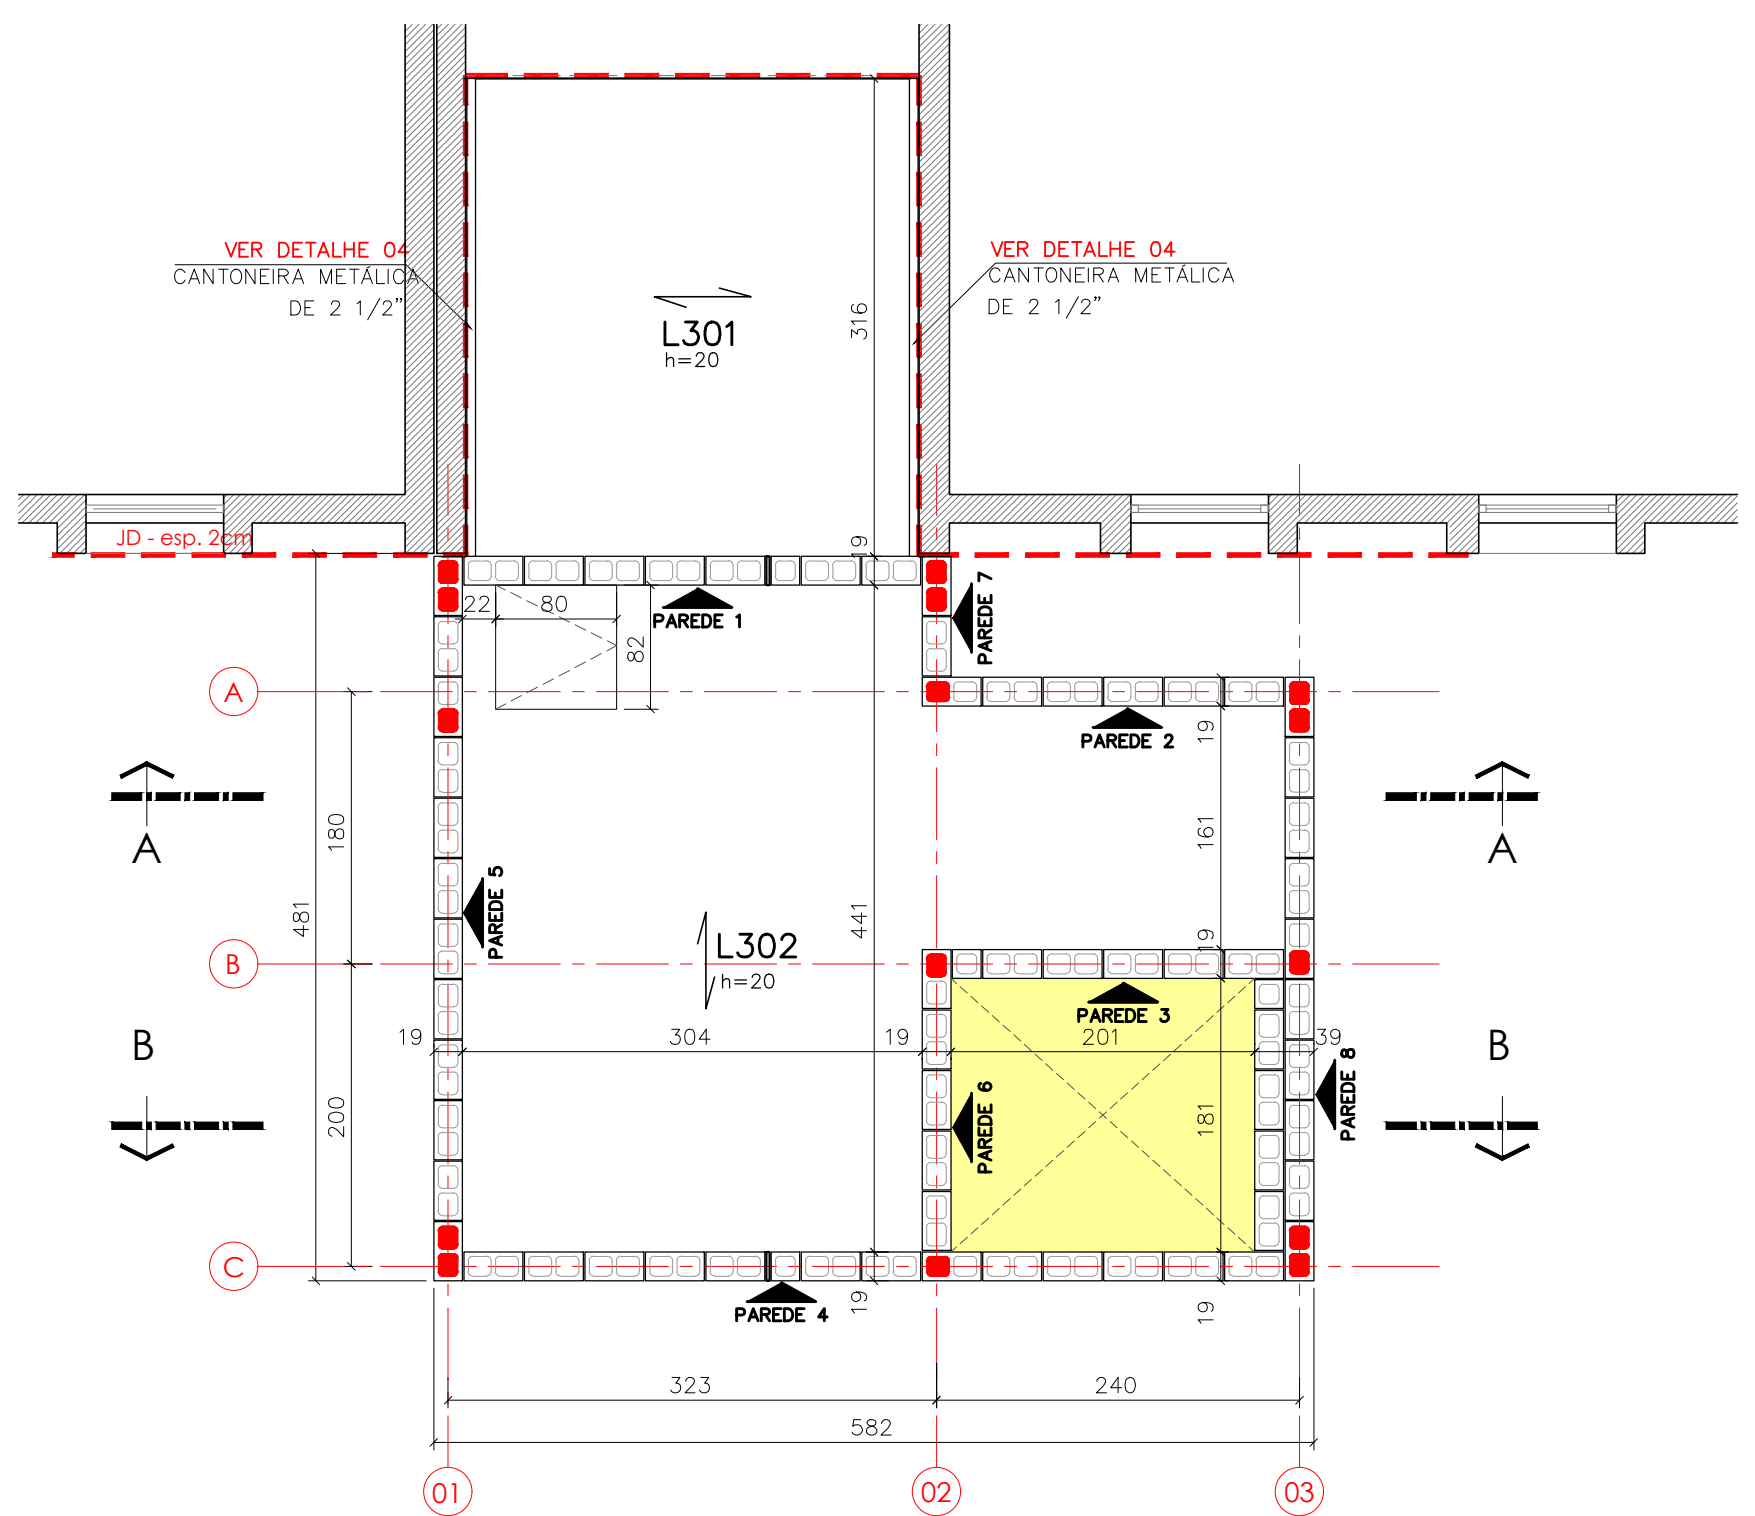 VER DETALHE 04
CANTONEIRA METÁLICA
DE 2 1/2”
VER DETALHE 04
CANTONEIRA METÁLICA
DE 2 1/2”
316
L301
h=20
JD - esp. 2cm
19
22
80
82
PAREDE 1
PAREDE 7
A
PAREDE 2
19
180
161
A
A
481
PAREDE 5
441
L302
h=20
B
19
PAREDE 3
B
19
304
19
201
39
B
PAREDE 8
200
PAREDE 6
181
C
19
PAREDE 4
19
323
240
582
01
02
03